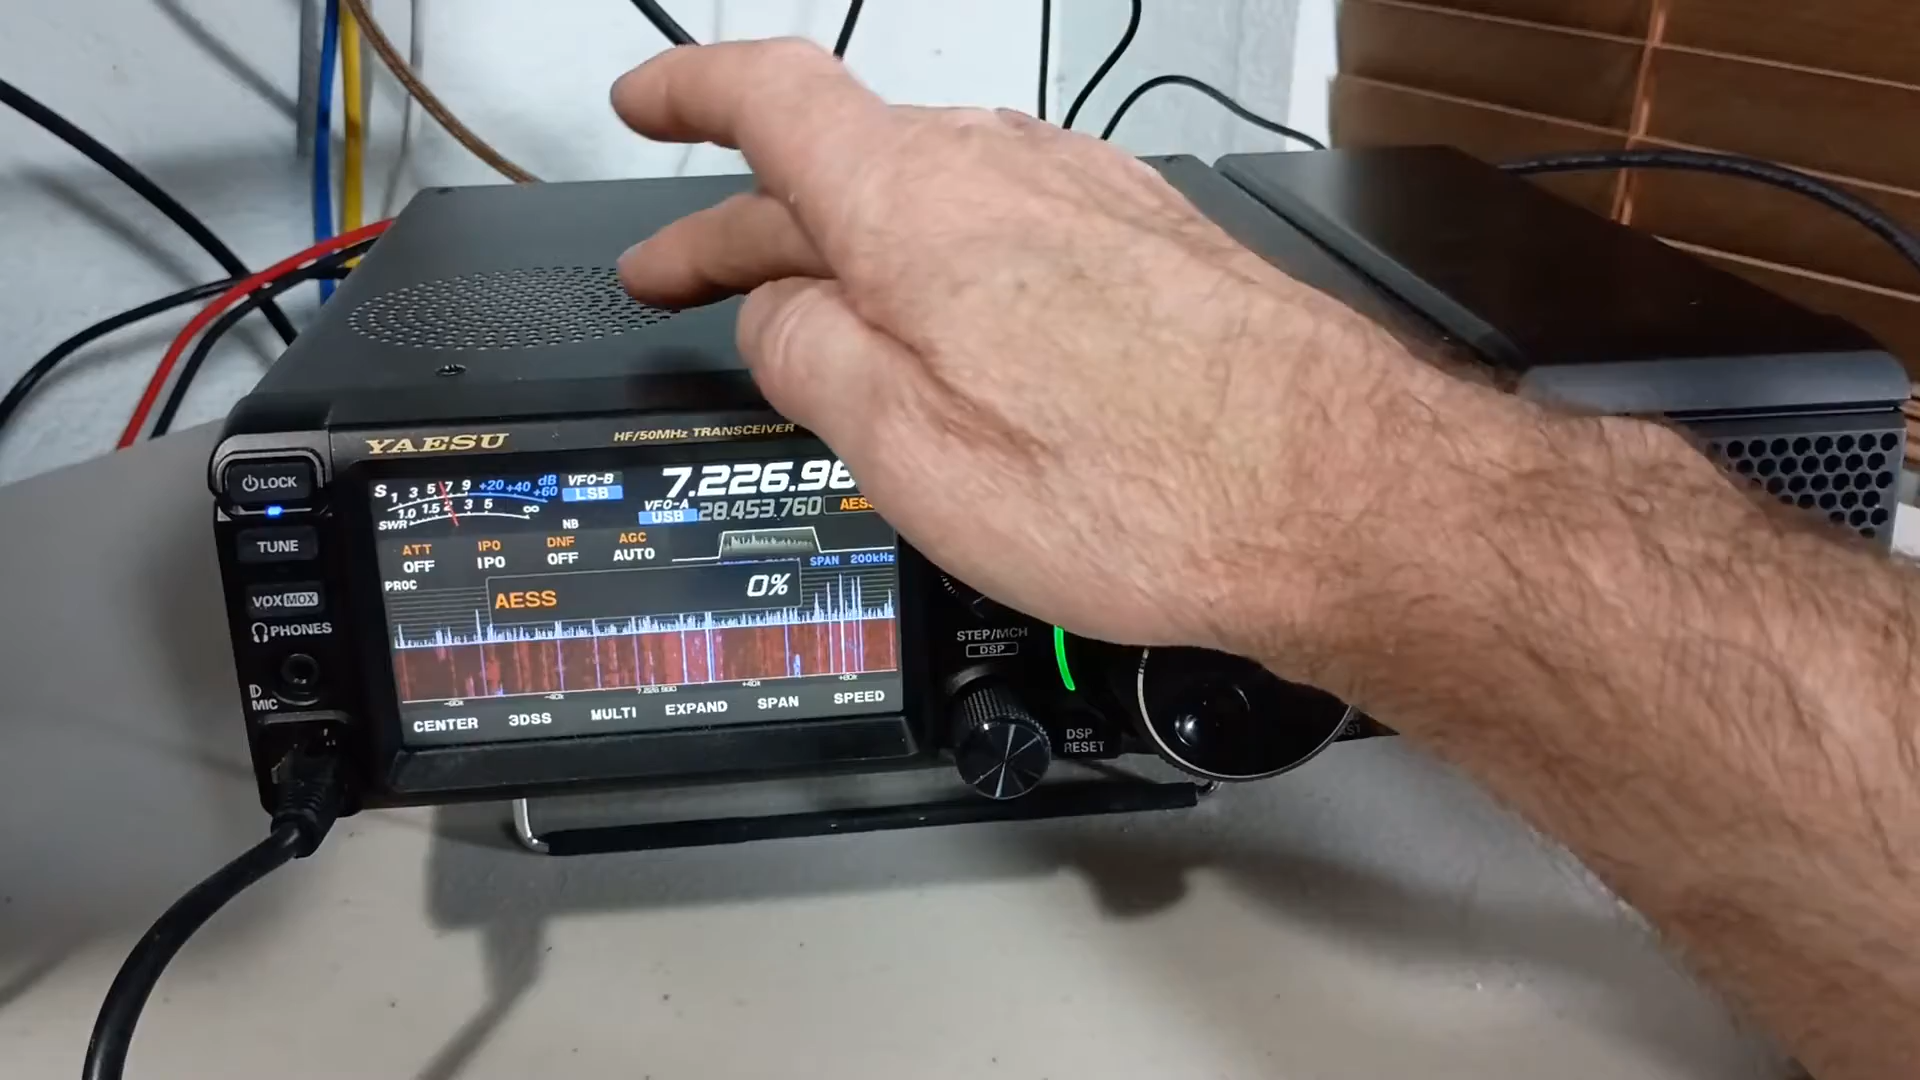 YAESU HF/50MHz TRANSCEIVER
LOCK
TUNE
VOX MOX
PHONES
MIC
S 1 3 5 7 9 +20 +40 +60 dB
SWR 1.0 1.5 2 3 5 ∞
VFO-B
LSB
7.226.98
VFO-A
USB
28.453.760
AESS
ATT
OFF
IPO
IPO
NB
DNF
OFF
AGC
AUTO
SPAN 200kHz
PROC
AESS 0%
CENTER 3DSS MULTI EXPAND SPAN SPEED
STEP/MCH
DSP
DSP
RESET